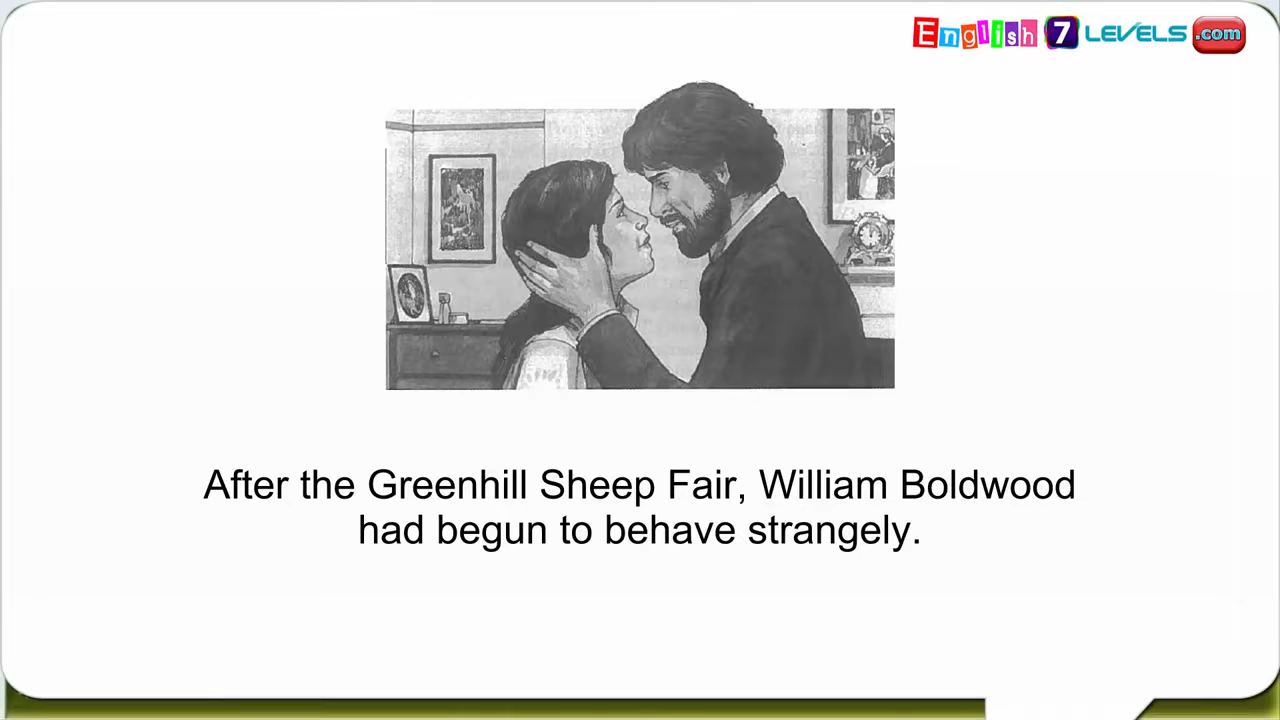 English 7 LEVELS .com
After the Greenhill Sheep Fair, William Boldwood
had begun to behave strangely.